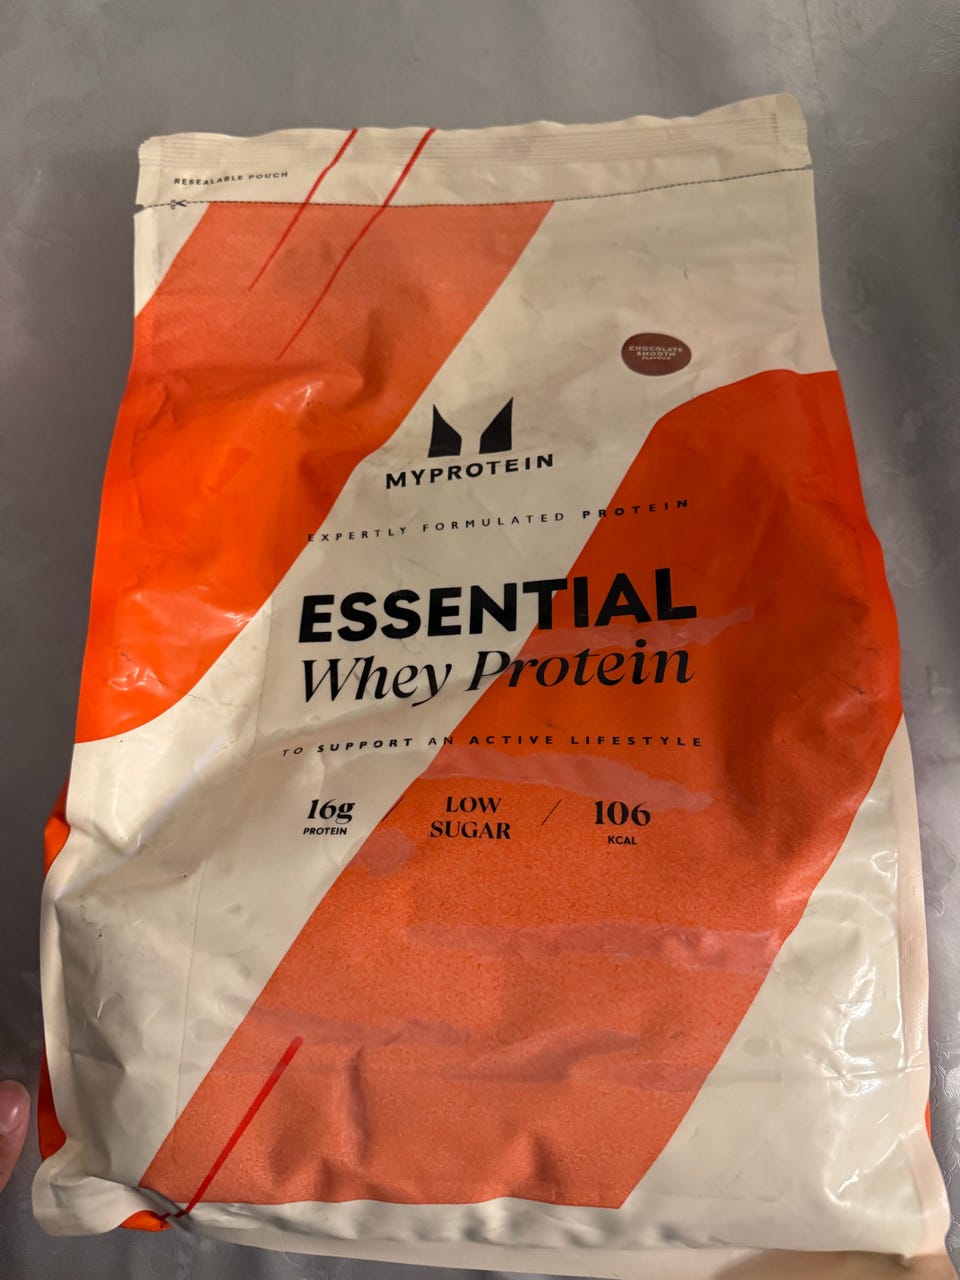 RESEALABLE POUCH
CHOCOLATE
SMOOTH
FLAVOUR
MYPROTEIN
EXPERTLY FORMULATED PROTEIN
ESSENTIAL
Whey Protein
TO SUPPORT AN ACTIVE LIFESTYLE
16g
PROTEIN
/
LOW
SUGAR
/
106
KCAL